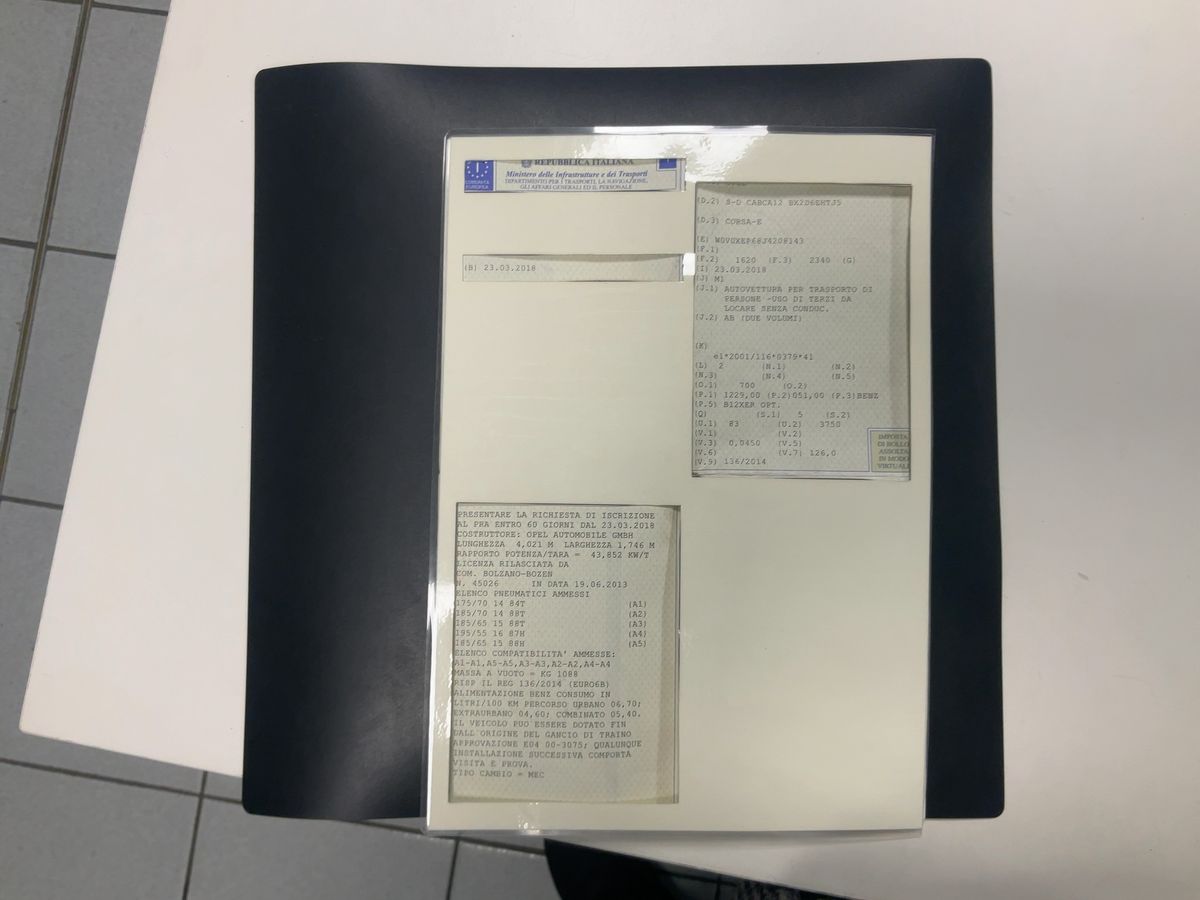 REPUBBLICA ITALIANA
Ministero delle Infrastrutture e dei Trasporti
DIPARTIMENTO PER I TRASPORTI, LA NAVIGAZIONE,
GLI AFFARI GENERALI ED IL PERSONALE
COMUNITÀ
EUROPEA
(B) 23.03.2018
(D.2) S-D CABCA12 BX2D6EHTJ5
(D.3) CORSA-E
(E) W0V0XEP68J4208143
(F.1)
(F.2) 1620 (F.3) 2340 (G)
(I) 23.03.2018
(J) M1
(J.1) AUTOVETTURA PER TRASPORTO DI
PERSONE -USO DI TERZI DA
LOCARE SENZA CONDUC.
(J.2) AB (DUE VOLUMI)
(K)
e1*2001/116*0379*41
(L) 2 (N.1) (N.2)
(N.3) (N.4) (N.5)
(O.1) 700 (O.2)
(P.1) 1229,00 (P.2)051,00 (P.3)BENZ
(P.5) B12XER OPT.
(Q) (S.1) 5 (S.2)
(U.1) 83 (U.2) 3750
(V.1) (V.2)
(V.3) 0,0450 (V.5)
(V.6) (V.7) 126,0
(V.9) 136/2014
IMPOSTA
DI BOLLO
ASSOLTA
IN MODO
VIRTUALE
PRESENTARE LA RICHIESTA DI ISCRIZIONE
AL PRA ENTRO 60 GIORNI DAL 23.03.2018
COSTRUTTORE: OPEL AUTOMOBILE GMBH
LUNGHEZZA 4,021 M LARGHEZZA 1,746 M
RAPPORTO POTENZA/TARA = 43,852 KW/T
LICENZA RILASCIATA DA
COM. BOLZANO-BOZEN
N. 45026 IN DATA 19.06.2013
ELENCO PNEUMATICI AMMESSI
175/70 14 84T (A1)
185/70 14 88T (A2)
185/65 15 88T (A3)
195/55 16 87H (A4)
185/65 15 88H (A5)
ELENCO COMPATIBILITA' AMMESSE:
A1-A1,A5-A5,A3-A3,A2-A2,A4-A4
MASSA A VUOTO = KG 1088
RISP IL REG 136/2014 (EURO6B)
ALIMENTAZIONE BENZ CONSUMO IN
LITRI/100 KM PERCORSO URBANO 06,70;
EXTRAURBANO 04,60; COMBINATO 05,40.
IL VEICOLO PUO' ESSERE DOTATO FIN
DALL'ORIGINE DEL GANCIO DI TRAINO
APPROVAZIONE E04 00-3075; QUALUNQUE
INSTALLAZIONE SUCCESSIVA COMPORTA
VISITA E PROVA.
TIPO CAMBIO = MEC